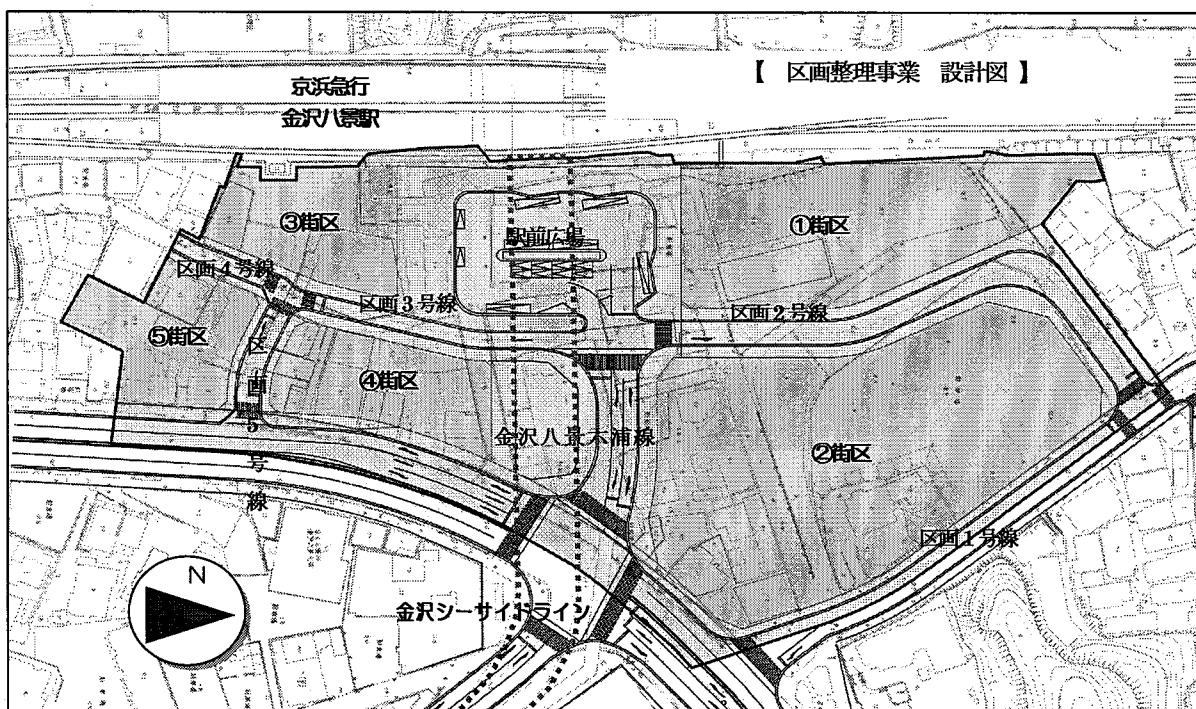 【 区画整理事業 設計図 】
京浜急行
金沢八景駅
③街区
駅前広場
①街区
区画4号線
区画3号線
区画2号線
⑤街区
区画5号線
④街区
金沢八景六浦線
②街区
区画1号線
N
金沢シーサイドライン